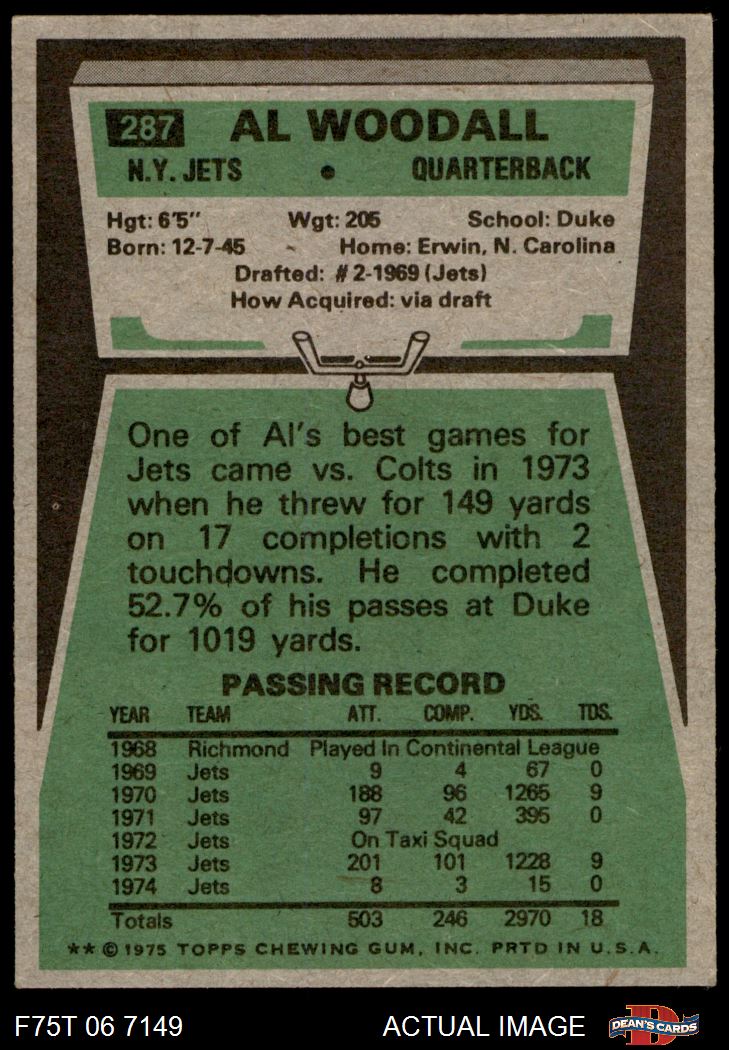 287 AL WOODALL
N.Y. JETS • QUARTERBACK
Hgt: 6'5" Wgt: 205 School: Duke
Born: 12-7-45 Home: Erwin, N. Carolina
Drafted: #2-1969 (Jets)
How Acquired: via draft
One of Al's best games for
Jets came vs. Colts in 1973
when he threw for 149 yards
on 17 completions with 2
touchdowns. He completed
52.7% of his passes at Duke
for 1019 yards.
PASSING RECORD
YEAR TEAM ATT. COMP. YDS. TDS.
1968 Richmond Played In Continental League
1969 Jets 9 4 67 0
1970 Jets 188 96 1265 9
1971 Jets 97 42 395 0
1972 Jets On Taxi Squad
1973 Jets 201 101 1228 9
1974 Jets 8 3 15 0
Totals 503 246 2970 18
** © 1975 TOPPS CHEWING GUM, INC. PRTD IN U.S.A.
F75T 06 7149 ACTUAL IMAGE DEAN'S CARDS